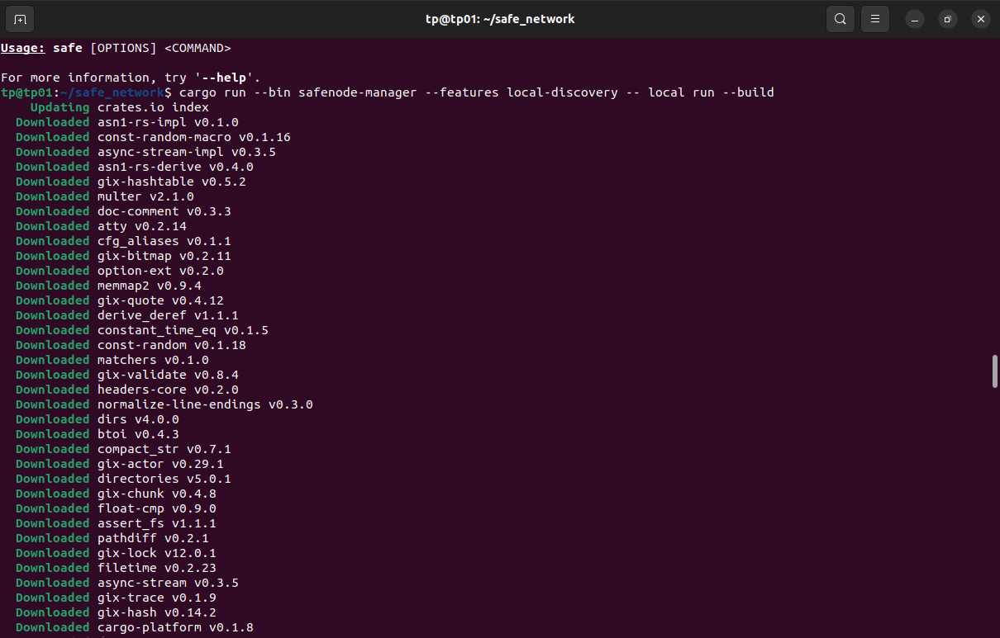 tp@tp01: ~/safe_network
Usage: safe [OPTIONS] <COMMAND>
For more information, try '--help'.
tp@tp01:~/safe_network$ cargo run --bin safenode-manager --features local-discovery -- local run --build
Updating crates.io index
Downloaded asn1-rs-impl v0.1.0
Downloaded const-random-macro v0.1.16
Downloaded async-stream-impl v0.3.5
Downloaded asn1-rs-derive v0.4.0
Downloaded gix-hashtable v0.5.2
Downloaded multer v2.1.0
Downloaded doc-comment v0.3.3
Downloaded atty v0.2.14
Downloaded cfg_aliases v0.1.1
Downloaded gix-bitmap v0.2.11
Downloaded option-ext v0.2.0
Downloaded memmap2 v0.9.4
Downloaded gix-quote v0.4.12
Downloaded derive_deref v1.1.1
Downloaded constant_time_eq v0.1.5
Downloaded const-random v0.1.18
Downloaded matchers v0.1.0
Downloaded gix-validate v0.8.4
Downloaded headers-core v0.2.0
Downloaded normalize-line-endings v0.3.0
Downloaded dirs v4.0.0
Downloaded btoi v0.4.3
Downloaded compact_str v0.7.1
Downloaded gix-actor v0.29.1
Downloaded directories v5.0.1
Downloaded gix-chunk v0.4.8
Downloaded float-cmp v0.9.0
Downloaded assert_fs v1.1.1
Downloaded pathdiff v0.2.1
Downloaded gix-lock v12.0.1
Downloaded filetime v0.2.23
Downloaded async-stream v0.3.5
Downloaded gix-trace v0.1.9
Downloaded gix-hash v0.14.2
Downloaded cargo-platform v0.1.8